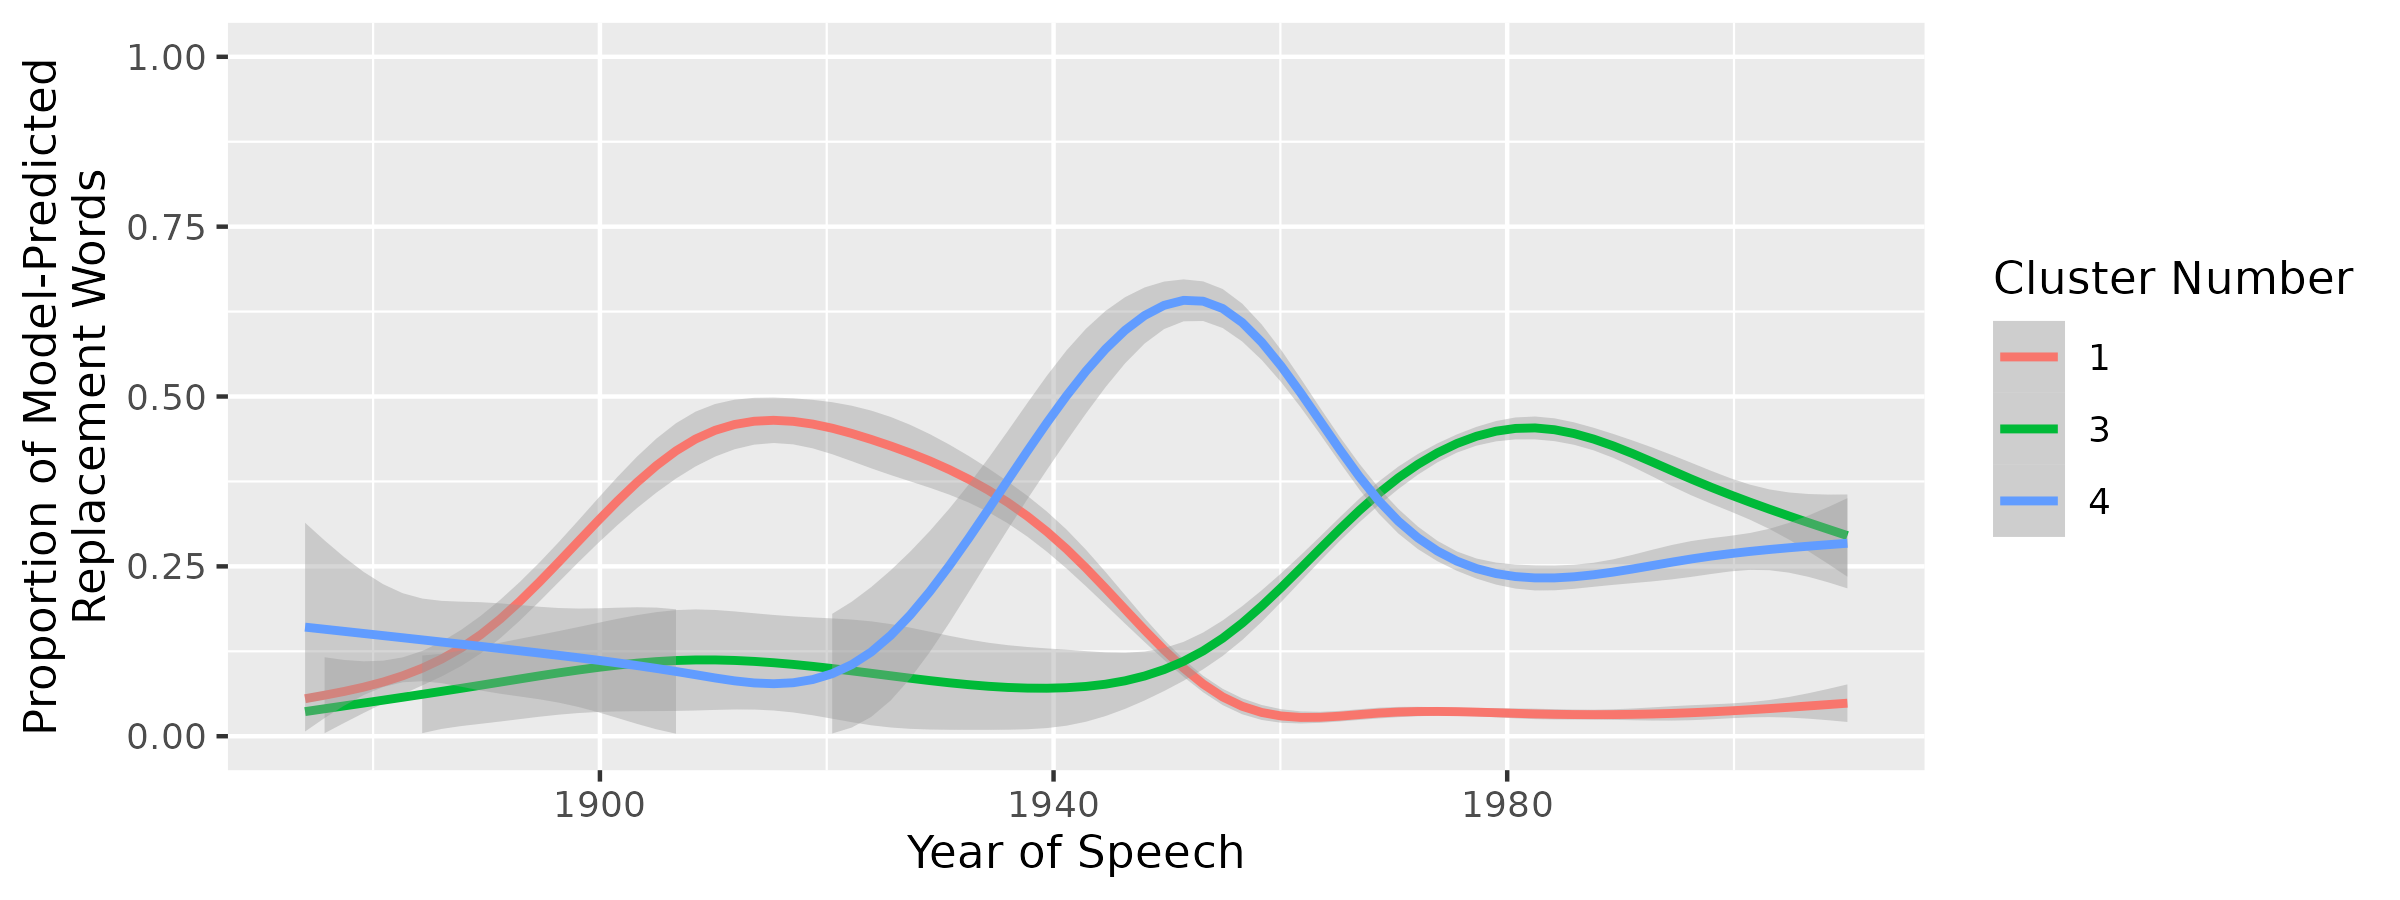 Proportion of Model-Predicted
Replacement Words
1.00
0.75
0.50
0.25
0.00
1900
1940
1980
Year of Speech
Cluster Number
1
3
4